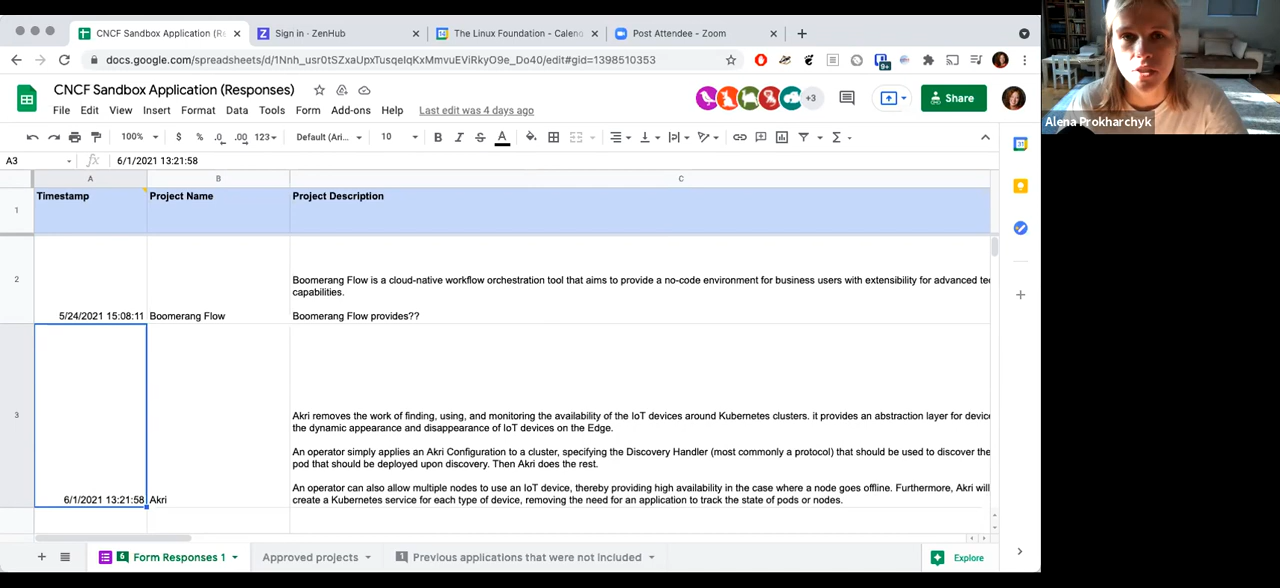 CNCF Sandbox Application (Re
Sign in · ZenHub
The Linux Foundation - Calend
Post Attendee - Zoom
docs.google.com/spreadsheets/d/1Nnh_usr0tSZxaUpxTusqeIqKxMmvuEViRkyO9e_Do40/edit#gid=1398510353
9+
CNCF Sandbox Application (Responses)
File Edit View Insert Format Data Tools Form Add-ons Help Last edit was 4 days ago
+3
Share
100% $ % .0 .00 123 Default (Ari... 10 B I S A
A3 fx 6/1/2021 13:21:58
A B C
1 Timestamp Project Name Project Description
2
Boomerang Flow is a cloud-native workflow orchestration tool that aims to provide a no-code environment for business users with extensibility for advanced te
capabilities.
5/24/2021 15:08:11 Boomerang Flow Boomerang Flow provides??
3
Akri removes the work of finding, using, and monitoring the availability of the IoT devices around Kubernetes clusters. it provides an abstraction layer for device
the dynamic appearance and disappearance of IoT devices on the Edge.
An operator simply applies an Akri Configuration to a cluster, specifying the Discovery Handler (most commonly a protocol) that should be used to discover the
pod that should be deployed upon discovery. Then Akri does the rest.
An operator can also allow multiple nodes to use an IoT device, thereby providing high availability in the case where a node goes offline. Furthermore, Akri will
6/1/2021 13:21:58 Akri create a Kubernetes service for each type of device, removing the need for an application to track the state of pods or nodes.
6 Form Responses 1 Approved projects 1 Previous applications that were not included Explore
Alena Prokharchyk